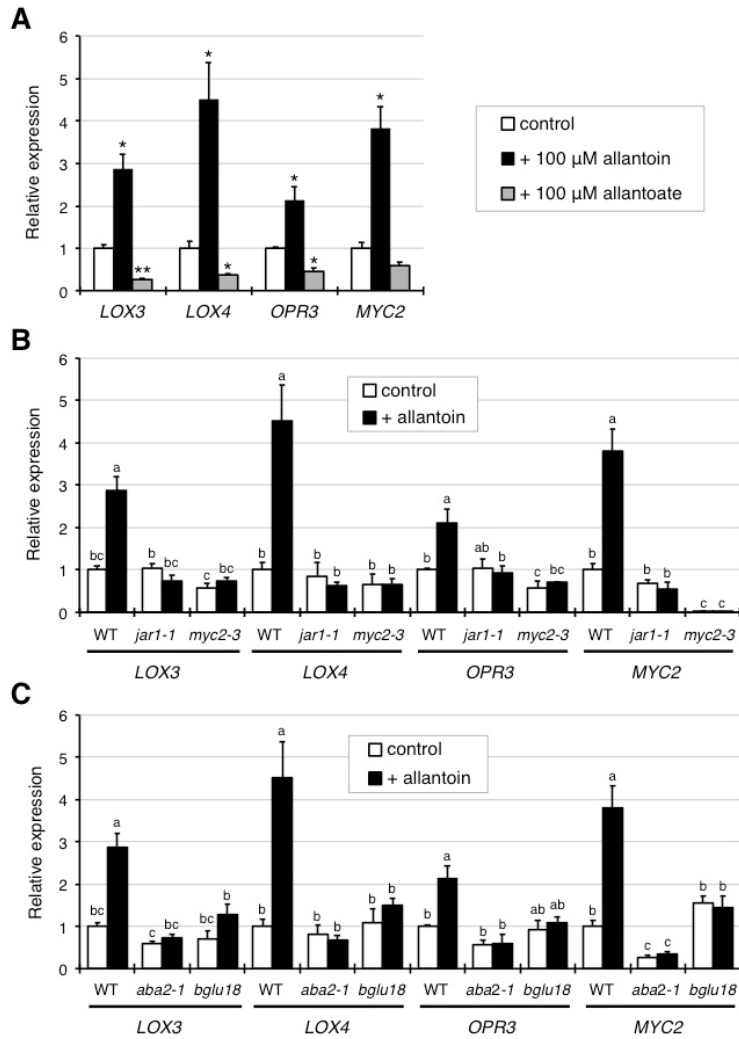 A
Relative expression
6
5
4
3
2
1
0
*
**
*
*
*
*
*
LOX3 LOX4 OPR3 MYC2
control
+ 100 µM allantoin
+ 100 µM allantoate
B
Relative expression
6
5
4
3
2
1
0
control
+ allantoin
bc a b bc c b
b a b b b b
b a ab b c bc
b a b b c c
WT jar1-1 myc2-3 WT jar1-1 myc2-3 WT jar1-1 myc2-3 WT jar1-1 myc2-3
LOX3 LOX4 OPR3 MYC2
C
Relative expression
6
5
4
3
2
1
0
control
+ allantoin
bc a c bc bc b
b a b b b b
b a b b ab ab
b a c c b b
WT aba2-1 bglu18 WT aba2-1 bglu18 WT aba2-1 bglu18 WT aba2-1 bglu18
LOX3 LOX4 OPR3 MYC2